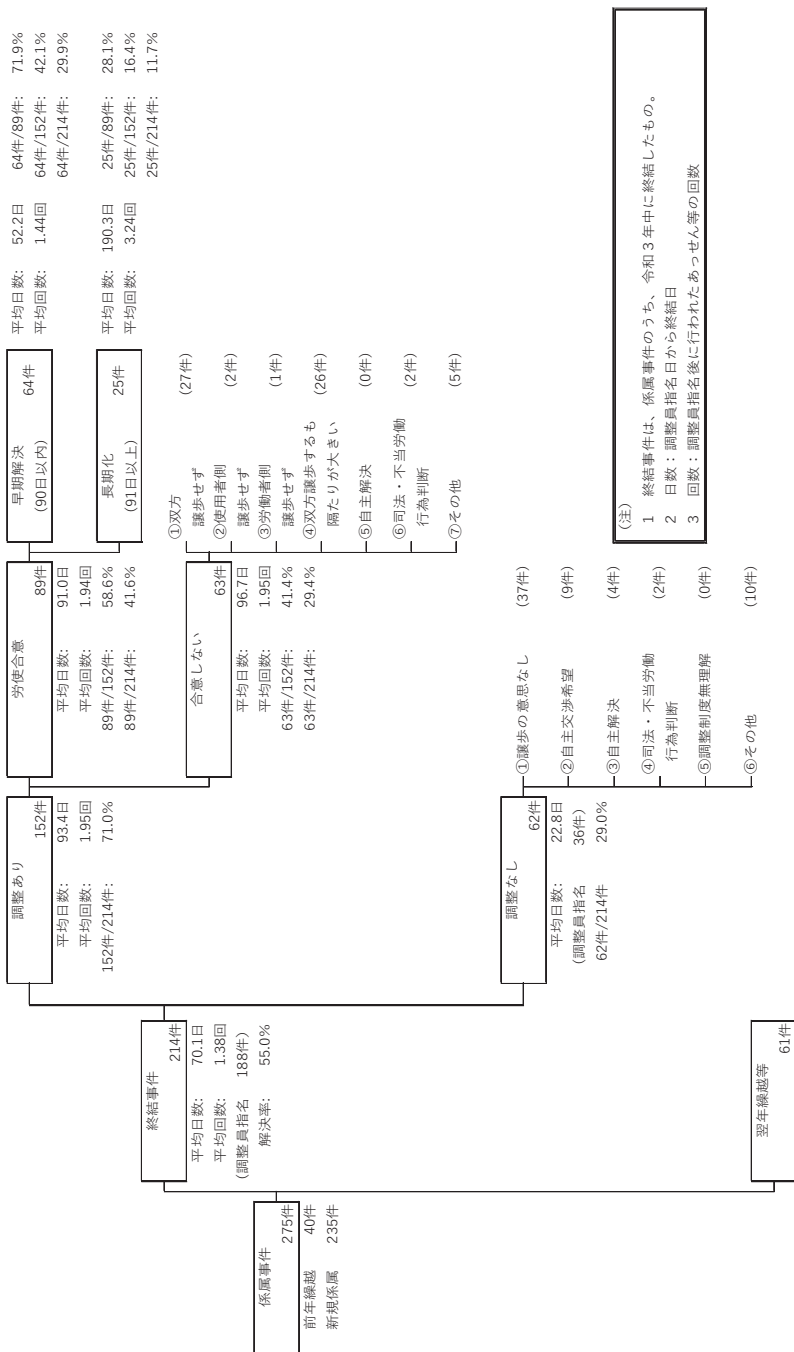 係属事件
275件
前年繰越 40件
新規係属 235件
終結事件
214件
平均日数: 70.1日
平均回数: 1.38回
(調整員指名 188件)
解決率: 55.0%
翌年繰越等
61件
調整あり
152件
平均日数: 93.4日
平均回数: 1.95回
152件/214件: 71.0%
調整なし
62件
平均日数: 22.8日
(調整員指名 36件)
62件/214件 29.0%
労使合意
89件
平均日数: 91.0日
平均回数: 1.94回
89件/152件: 58.6%
89件/214件: 41.6%
合意しない
63件
平均日数: 96.7日
平均回数: 1.95回
63件/152件: 41.4%
63件/214件: 29.4%
①譲歩の意思なし (37件)
②自主交渉希望 (9件)
③自主解決 (4件)
④司法・不当労働 (2件)
行為判断
⑤調整制度無理解 (0件)
⑥その他 (10件)
早期解決
(90日以内) 64件
平均日数: 52.2日 64件/89件: 71.9%
平均回数: 1.44回 64件/152件: 42.1%
64件/214件: 29.9%
長期化
(91日以上) 25件
平均日数: 190.3日 25件/89件: 28.1%
平均回数: 3.24回 25件/152件: 16.4%
25件/214件: 11.7%
①双方 (27件)
譲歩せず
②使用者側 (2件)
譲歩せず
③労働者側 (1件)
譲歩せず
④双方譲歩するも (26件)
隔たりが大きい
⑤自主解決 (0件)
⑥司法・不当労働 (2件)
行為判断
⑦その他 (5件)
(注)
1 終結事件は、係属事件のうち、令和3年中に終結したもの。
2 日数:調整員指名日から終結日
3 回数:調整員指名後に行われたあっせん等の回数